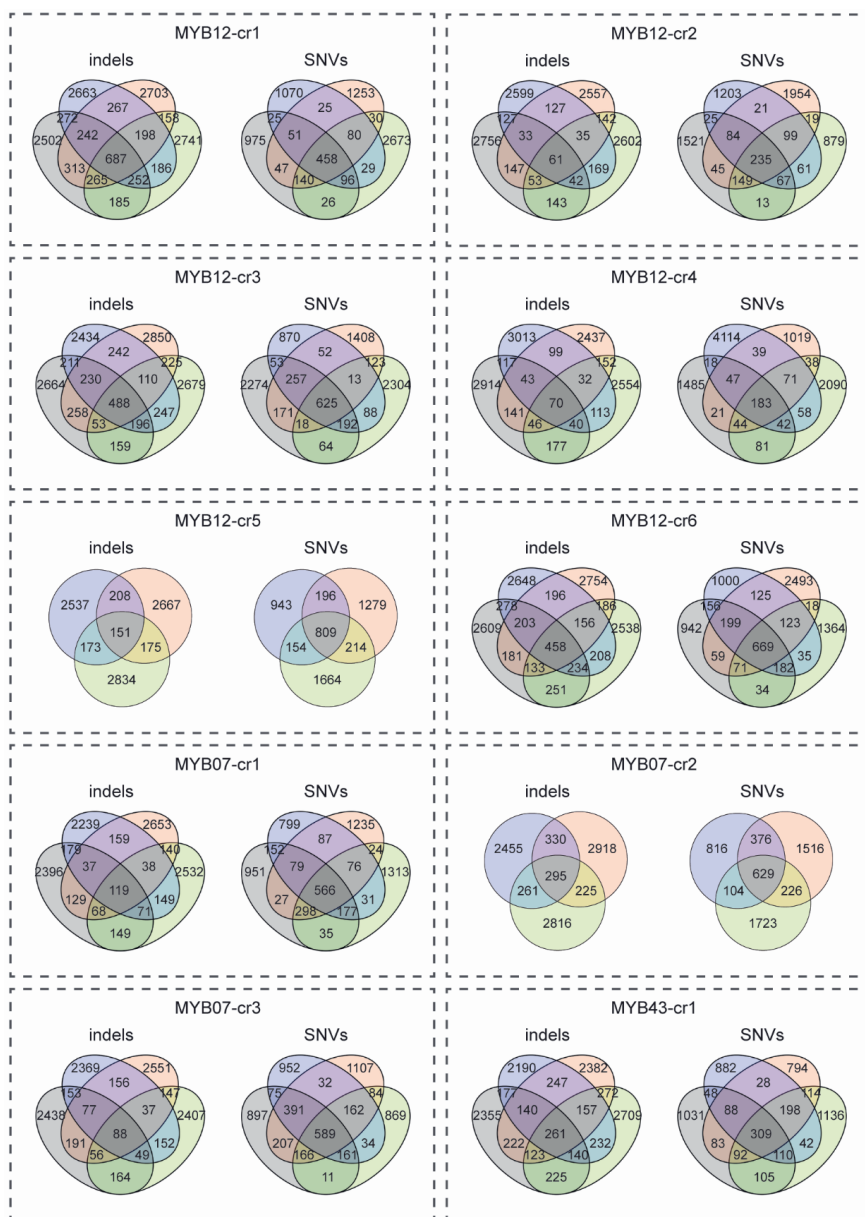 MYB12-cr1
indels SNVs
2663 2703 1070 1253
272 267 158 25 25 30
242 198 51 80
2502 2741 975 2673
687 458
313 186 47 29
265 252 140 96
185 26
MYB12-cr2
indels SNVs
2599 2557 1203 1954
127 127 142 25 21 19
33 35 84 99
2756 2602 1521 879
61 235
147 169 45 61
53 42 149 67
143 13
MYB12-cr3
indels SNVs
2434 2850 870 1408
211 242 225 53 52 123
230 110 257 13
2664 2679 2274 2304
488 625
258 247 171 88
53 196 18 192
159 64
MYB12-cr4
indels SNVs
3013 2437 4114 1019
117 99 152 18 39 38
43 32 47 71
2914 2554 1485 2090
70 183
141 113 21 58
46 40 44 42
177 81
MYB12-cr5
indels SNVs
208 196
2537 2667 943 1279
151 809
173 175 154 214
2834 1664
MYB12-cr6
indels SNVs
2648 2754 1000 2493
278 196 186 156 125 18
203 156 199 123
2609 2538 942 1364
458 669
181 208 59 35
133 234 71 182
251 34
MYB07-cr1
indels SNVs
2239 2653 799 1235
179 159 140 152 87 24
37 38 79 76
2396 2532 951 1313
119 566
129 149 27 31
68 71 298 177
149 35
MYB07-cr2
indels SNVs
330 376
2455 2918 816 1516
295 629
261 225 104 226
2816 1723
MYB07-cr3
indels SNVs
2369 2551 952 1107
153 156 147 75 32 84
77 37 391 162
2438 2407 897 869
88 589
191 152 207 34
56 49 166 161
164 11
MYB43-cr1
indels SNVs
2190 2382 882 794
177 247 272 48 28 114
140 157 88 198
2355 2709 1031 1136
261 309
222 232 83 42
123 140 92 110
225 105